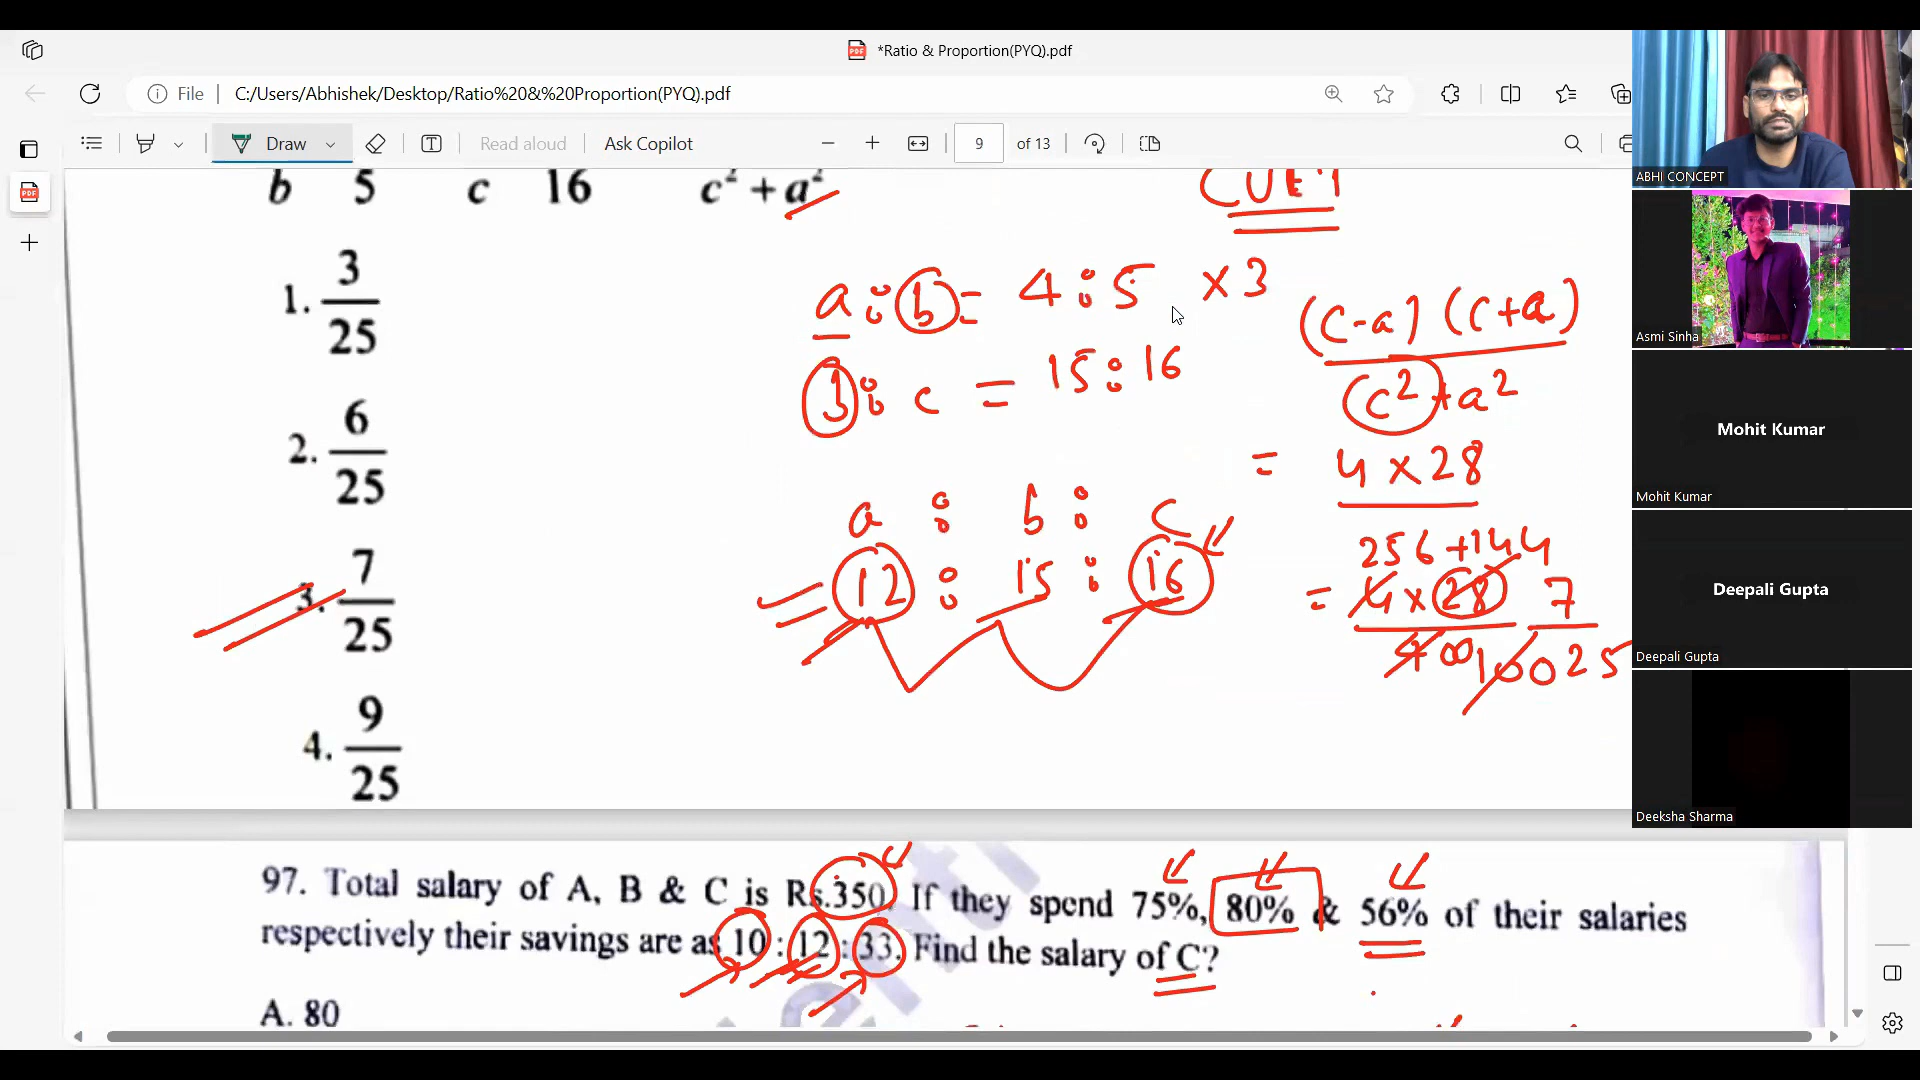 *Ratio & Proportion(PYQ).pdf
File C:/Users/Abhishek/Desktop/Ratio%20&%20Proportion(PYQ).pdf
Draw Read aloud Ask Copilot 9 of 13
b 5 c 16 c² + a²
CUET
1. 3/25
a : b = 4 : 5 × 3
(c-a) (c+a)
b : c = 15 : 16
c² + a²
2. 6/25
= 4 × 28
a : b : c
256 + 144
3. 7/25
12 : 15 : 16
= 4 × 28 7
400 100 25
4. 9/25
97. Total salary of A, B & C is Rs.350. If they spend 75%, 80% & 56% of their salaries
respectively their savings are as 10 : 12 : 33. Find the salary of C?
A. 80
ABHI CONCEPT
Asmi Sinha
Mohit Kumar
Mohit Kumar
Deepali Gupta
Deepali Gupta
Deeksha Sharma